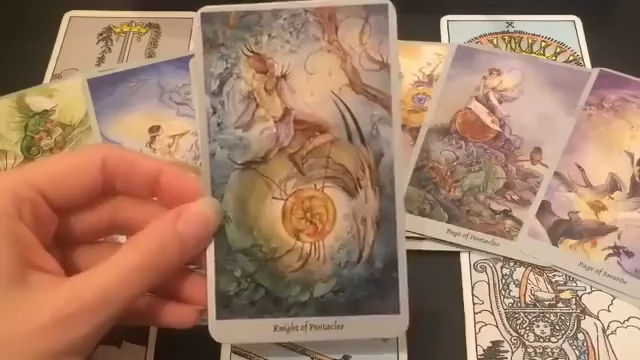 X
Knight of Pentacles
Page of Pentacles
Page of Swords